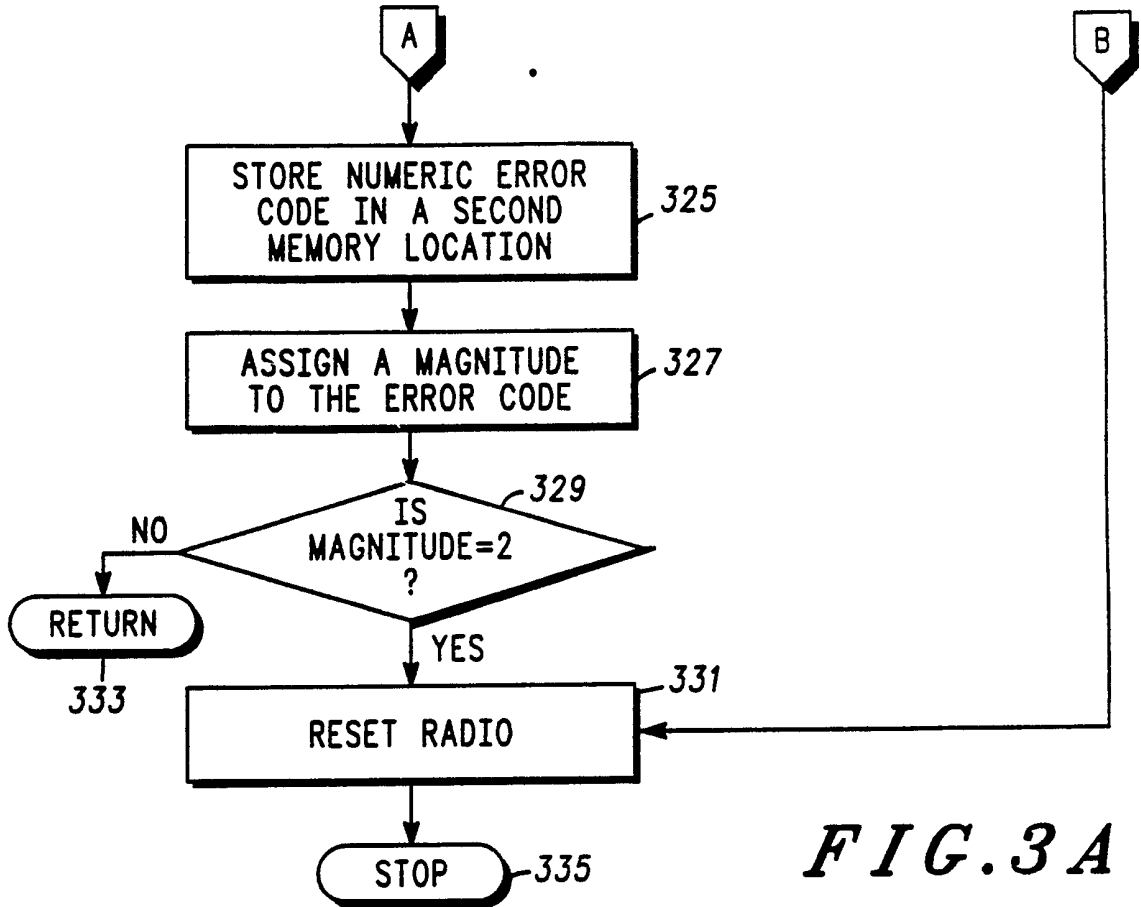 A
B
STORE NUMERIC ERROR
CODE IN A SECOND
MEMORY LOCATION
325
ASSIGN A MAGNITUDE
TO THE ERROR CODE
327
329
IS
MAGNITUDE=2
?
NO
RETURN
333
YES
331
RESET RADIO
STOP
335
FIG.3A